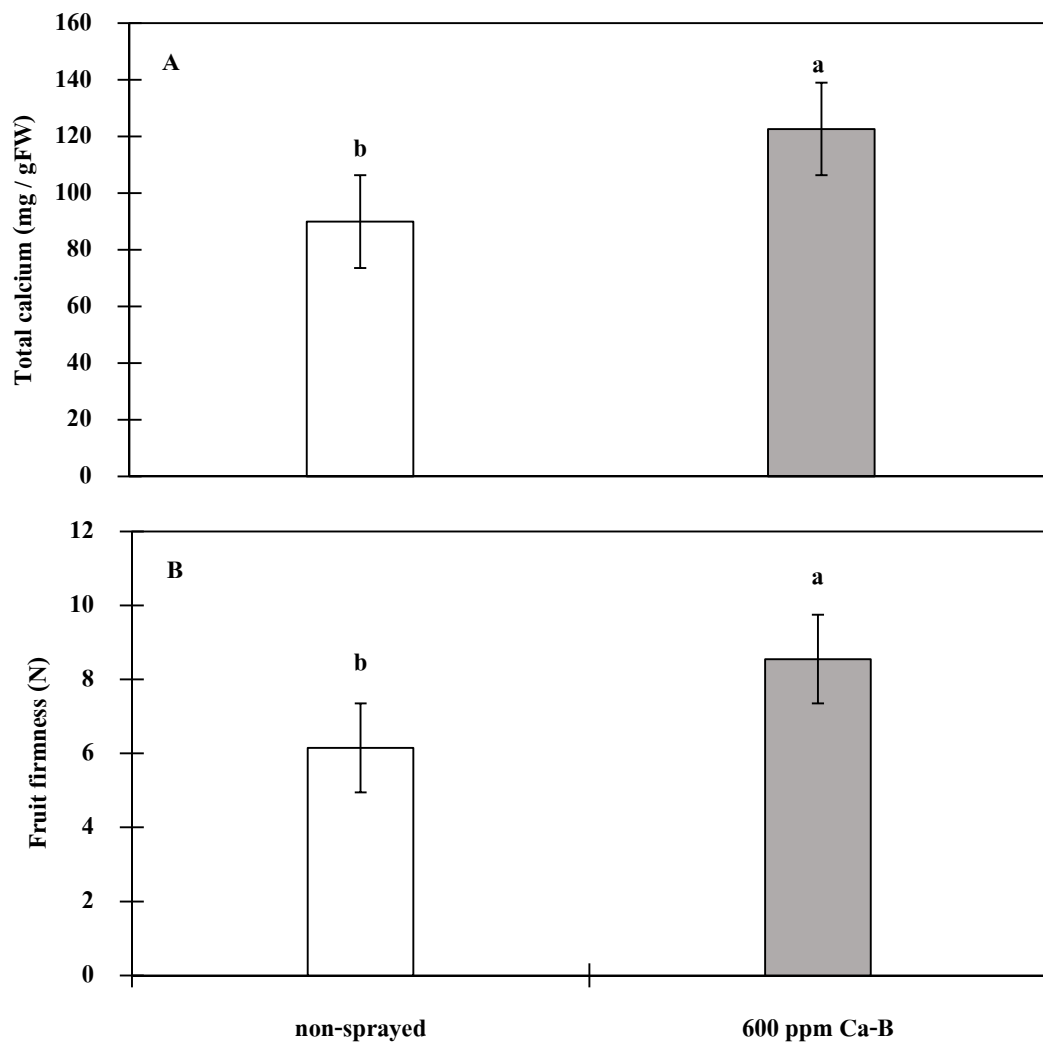 160
140
120
100
80
60
40
20
0
Total calcium (mg / gFW)
A
b
a
12
10
8
6
4
2
0
Fruit firmness (N)
B
b
a
non-sprayed
600 ppm Ca-B